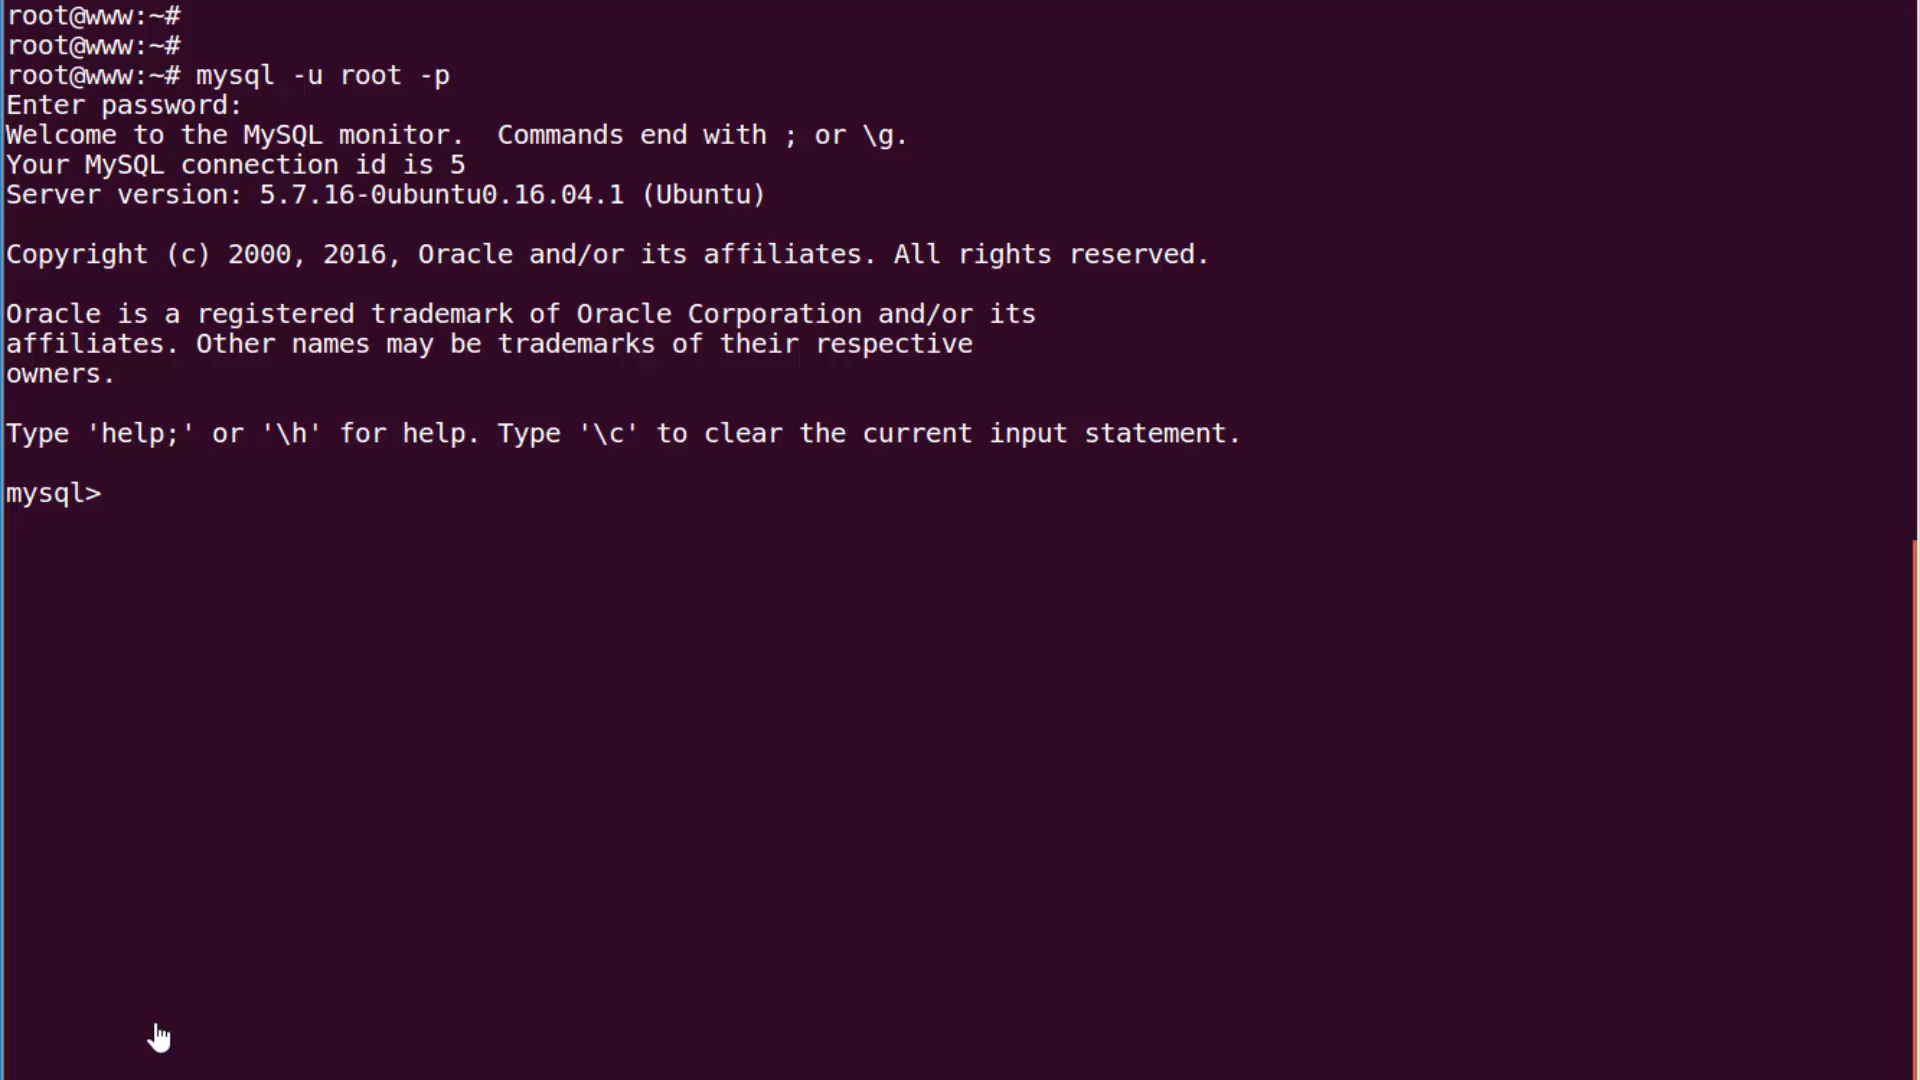 root@www:~#
root@www:~#
root@www:~# mysql -u root -p
Enter password:
Welcome to the MySQL monitor.  Commands end with ; or \g.
Your MySQL connection id is 5
Server version: 5.7.16-0ubuntu0.16.04.1 (Ubuntu)
Copyright (c) 2000, 2016, Oracle and/or its affiliates. All rights reserved.
Oracle is a registered trademark of Oracle Corporation and/or its
affiliates. Other names may be trademarks of their respective
owners.
Type 'help;' or '\h' for help. Type '\c' to clear the current input statement.
mysql>